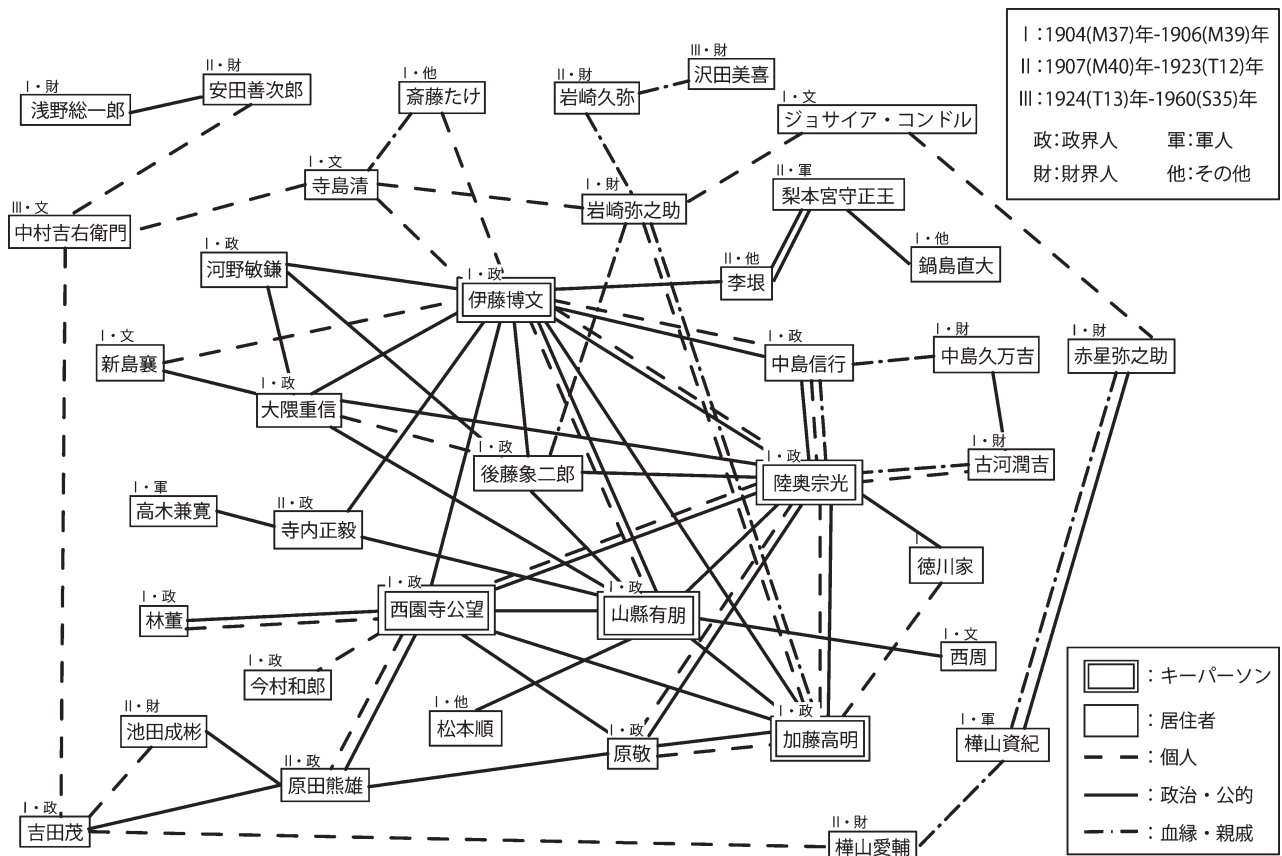 Ⅰ：1904(M37)年-1906(M39)年
Ⅱ：1907(M40)年-1923(T12)年
Ⅲ：1924(T13)年-1960(S35)年
政：政界人　軍：軍人
財：財界人　他：その他
Ⅰ・財
浅野総一郎
Ⅱ・財
安田善次郎
Ⅰ・他
斎藤たけ
Ⅱ・財
岩崎久弥
Ⅲ・財
沢田美喜
Ⅰ・文
ジョサイア・コンドル
Ⅰ・文
寺島清
Ⅰ・財
岩崎弥之助
Ⅱ・軍
梨本宮守正王
Ⅲ・文
中村吉右衛門
Ⅰ・政
河野敏鎌
Ⅰ・政
伊藤博文
Ⅱ・他
李垠
Ⅰ・他
鍋島直大
Ⅰ・文
新島襄
Ⅰ・政
大隈重信
Ⅰ・政
中島信行
Ⅰ・財
中島久万吉
Ⅰ・財
赤星弥之助
Ⅰ・政
後藤象二郎
Ⅰ・政
陸奥宗光
Ⅰ・財
古河潤吉
Ⅰ・軍
高木兼寛
Ⅱ・政
寺内正毅
Ⅰ
徳川家
Ⅰ・政
林董
Ⅰ・政
西園寺公望
Ⅰ・政
山縣有朋
Ⅰ・文
西周
Ⅰ・政
今村和郎
Ⅰ・他
松本順
Ⅰ・政
原敬
Ⅰ・政
加藤高明
Ⅰ・軍
樺山資紀
Ⅱ・財
池田成彬
Ⅱ・政
原田熊雄
Ⅰ・政
吉田茂
Ⅱ・財
樺山愛輔
：キーパーソン
：居住者
：個人
：政治・公的
：血縁・親戚